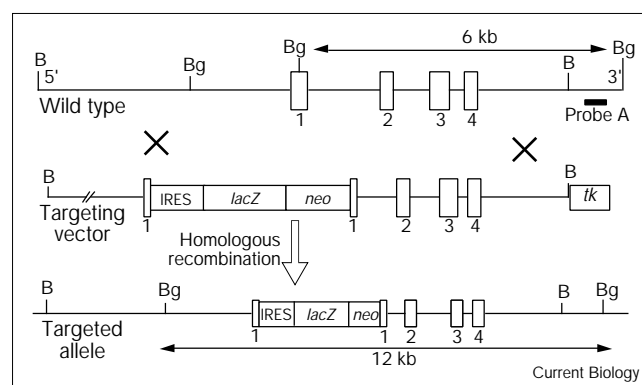 6 kb
B Bg Bg B Bg
5' 3'
Wild type 1 2 3 4 Probe A
B B
IRES lacZ neo tk
Targeting vector 1 1 2 3 4
Homologous recombination
B Bg B Bg
IRES lacZ neo
Targeted allele 1 1 2 3 4
12 kb
Current Biology